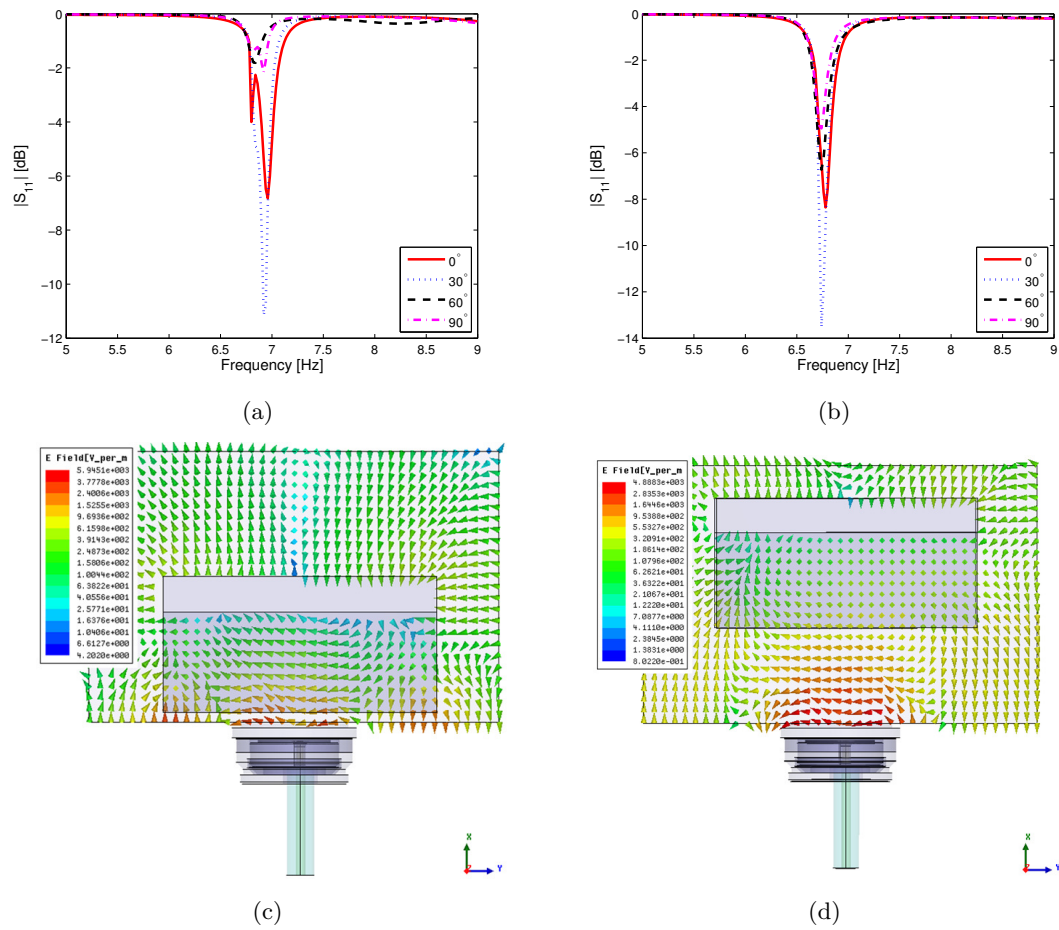 0
−2
−4
−6
−8
−10
−12
5 5.5 6 6.5 7 7.5 8 8.5 9
|S11| [dB]
Frequency [Hz]
0°
30°
60°
90°
(a)
0
−2
−4
−6
−8
−10
−12
−14
5 5.5 6 6.5 7 7.5 8 8.5 9
|S11| [dB]
Frequency [Hz]
0°
30°
60°
90°
(b)
E Field[V_per_m
5.9451e+003
3.7778e+003
2.4006e+003
1.5255e+003
9.6936e+002
6.1598e+002
3.9143e+002
2.4873e+002
1.5806e+002
1.0044e+002
6.3822e+001
4.0556e+001
2.5771e+001
1.6376e+001
1.0406e+001
6.6127e+000
4.2020e+000
X
Y
(c)
E Field[V_per_m
4.8883e+003
2.8353e+003
1.6446e+003
9.5388e+002
5.5327e+002
3.2091e+002
1.8614e+002
1.0796e+002
6.2621e+001
3.6322e+001
2.1067e+001
1.2220e+001
7.0877e+000
4.1110e+000
2.3845e+000
1.3831e+000
8.0220e-001
X
Y
(d)